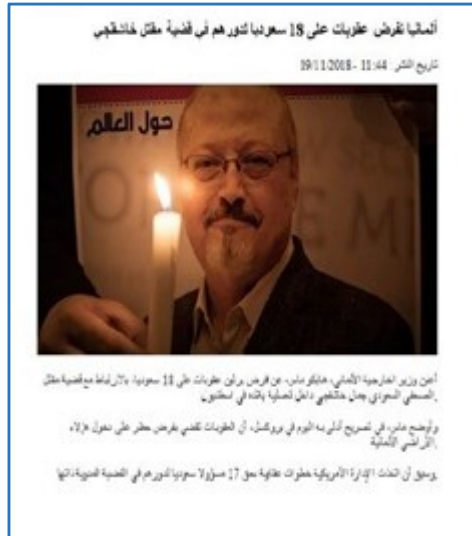 ألمانيا تفرض عقوبات على 18 سعوديا لدورهم في قضية مقتل خاشقجي
تاريخ النشر 11:44 - 19/11/2018
حول العالم
أعلن وزير الخارجية الألماني، هايكو ماس، عن فرض برلين عقوبات على 18 سعوديا، بالارتباط مع قضية مقتل
الصحفي السعودي جمال خاشقجي داخل قنصلية بلاده في اسطنبول.
وأوضح ماس، في تصريح أدلى به اليوم في بروكسل، أن العقوبات تقضي بفرض حظر على دخول هؤلاء
الأراضي الألمانية.
وسبق أن اتخذت الإدارة الأمريكية خطوات عقابية بحق 17 مسؤولا سعوديا لدورهم في القضية المدوية ذاتها